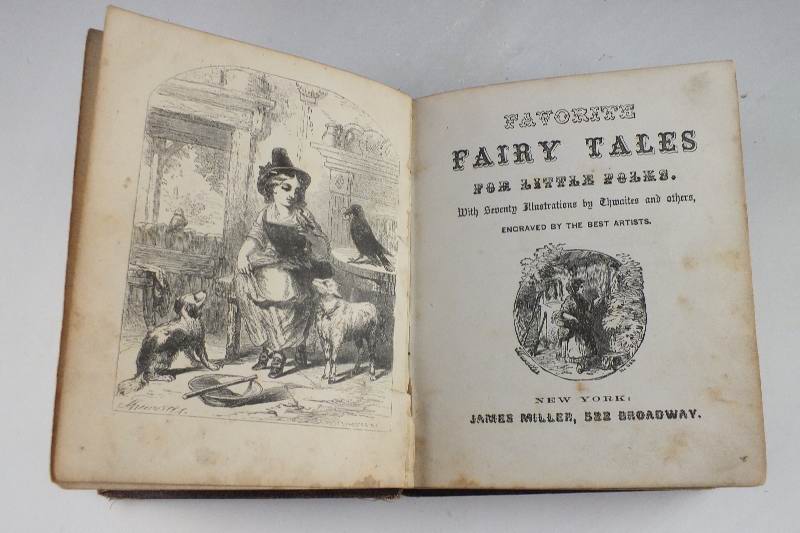 FAVORITE
FAIRY TALES
FOR LITTLE FOLKS.
With Seventy Illustrations by Thwaites and others,
ENGRAVED BY THE BEST ARTISTS.
NEW YORK:
JAMES MILLER, 522 BROADWAY.